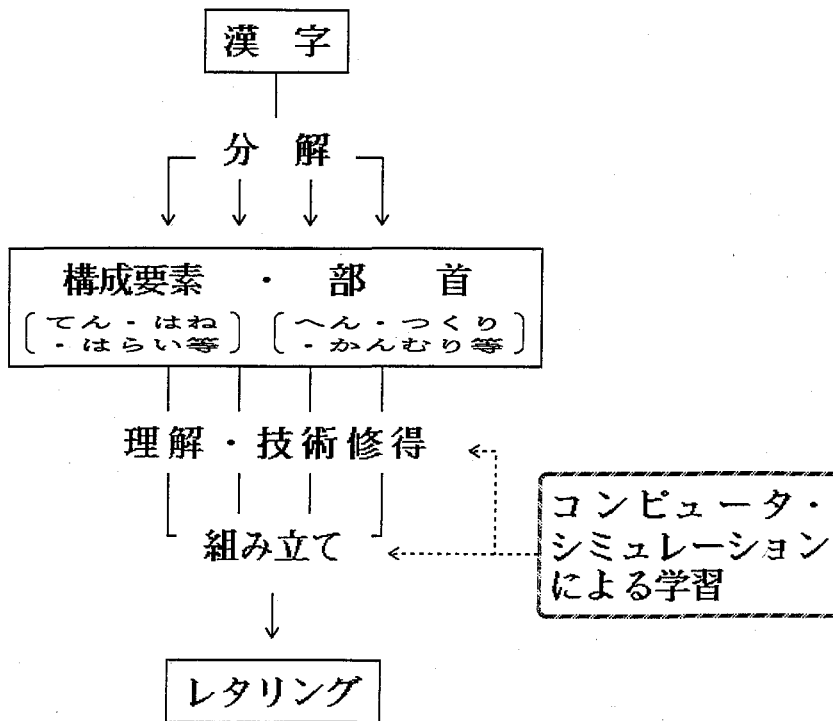 漢字
分解
構成要素・部首
〔てん・はね・はらい等〕〔へん・つくり・かんむり等〕
理解・技術修得
コンピュータ・
シミュレーション
による学習
組み立て
レタリング